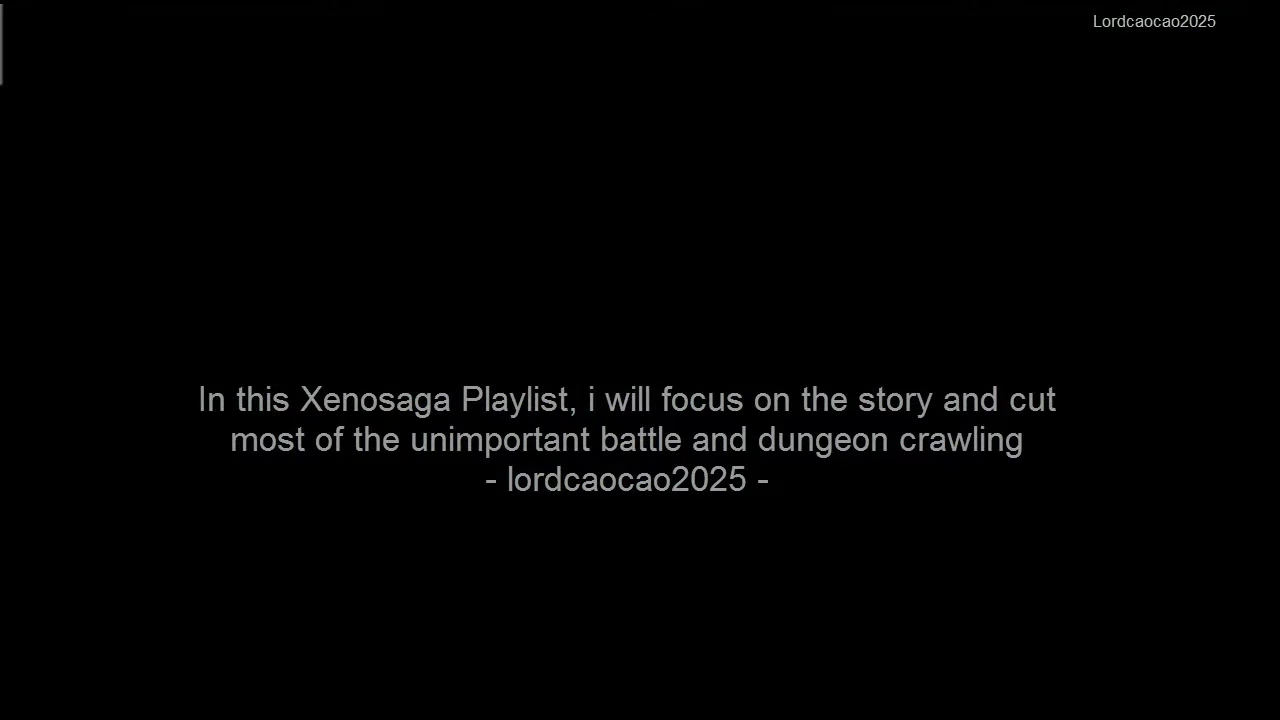 Lordcaocao2025
In this Xenosaga Playlist, i will focus on the story and cut
most of the unimportant battle and dungeon crawling
- lordcaocao2025 -